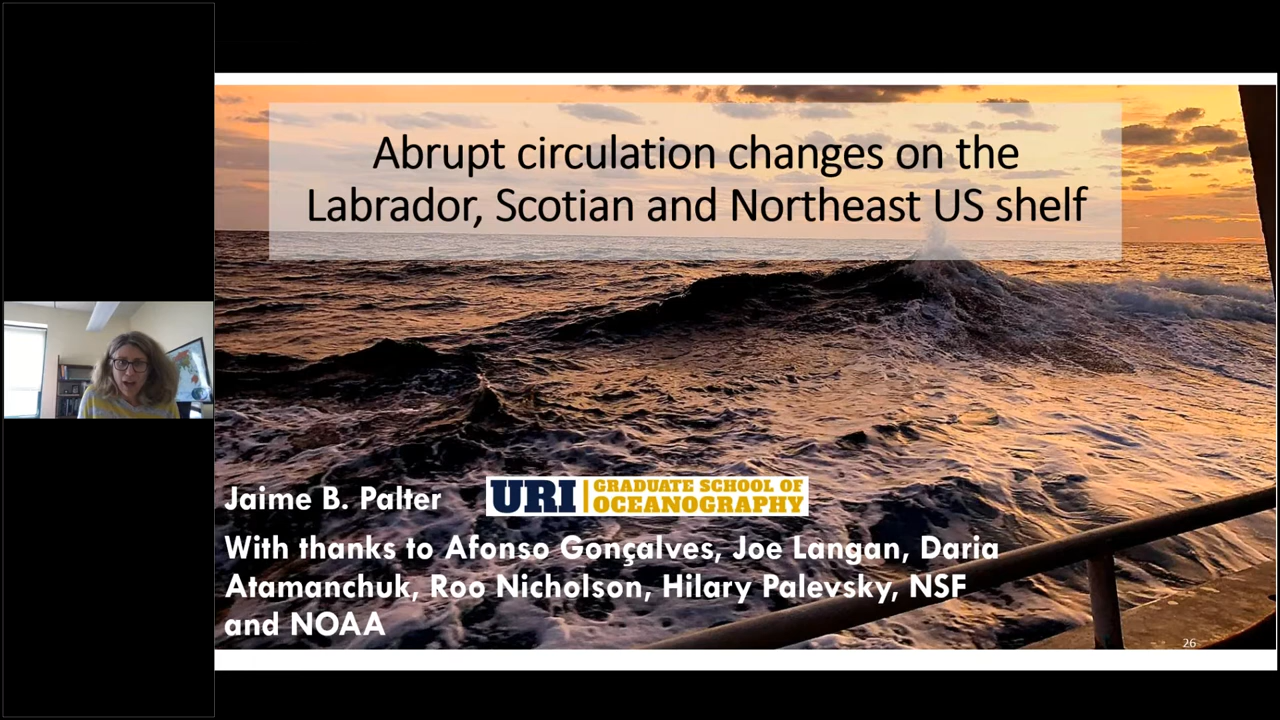 Abrupt circulation changes on the
Labrador, Scotian and Northeast US shelf
Jaime B. Palter
URI GRADUATE SCHOOL OF
OCEANOGRAPHY
With thanks to Afonso Gonçalves, Joe Langan, Daria
Atamanchuk, Roo Nicholson, Hilary Palevsky, NSF
and NOAA
26